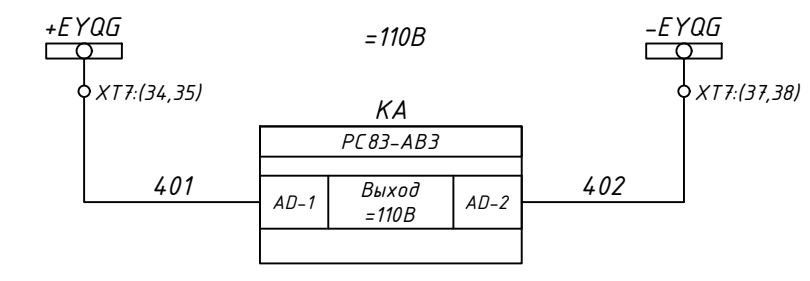 +EYQG
=110В
-EYQG
XT7:(34,35)
XT7:(37,38)
КА
РС83-АВ3
401
AD-1
Выход
=110В
AD-2
402